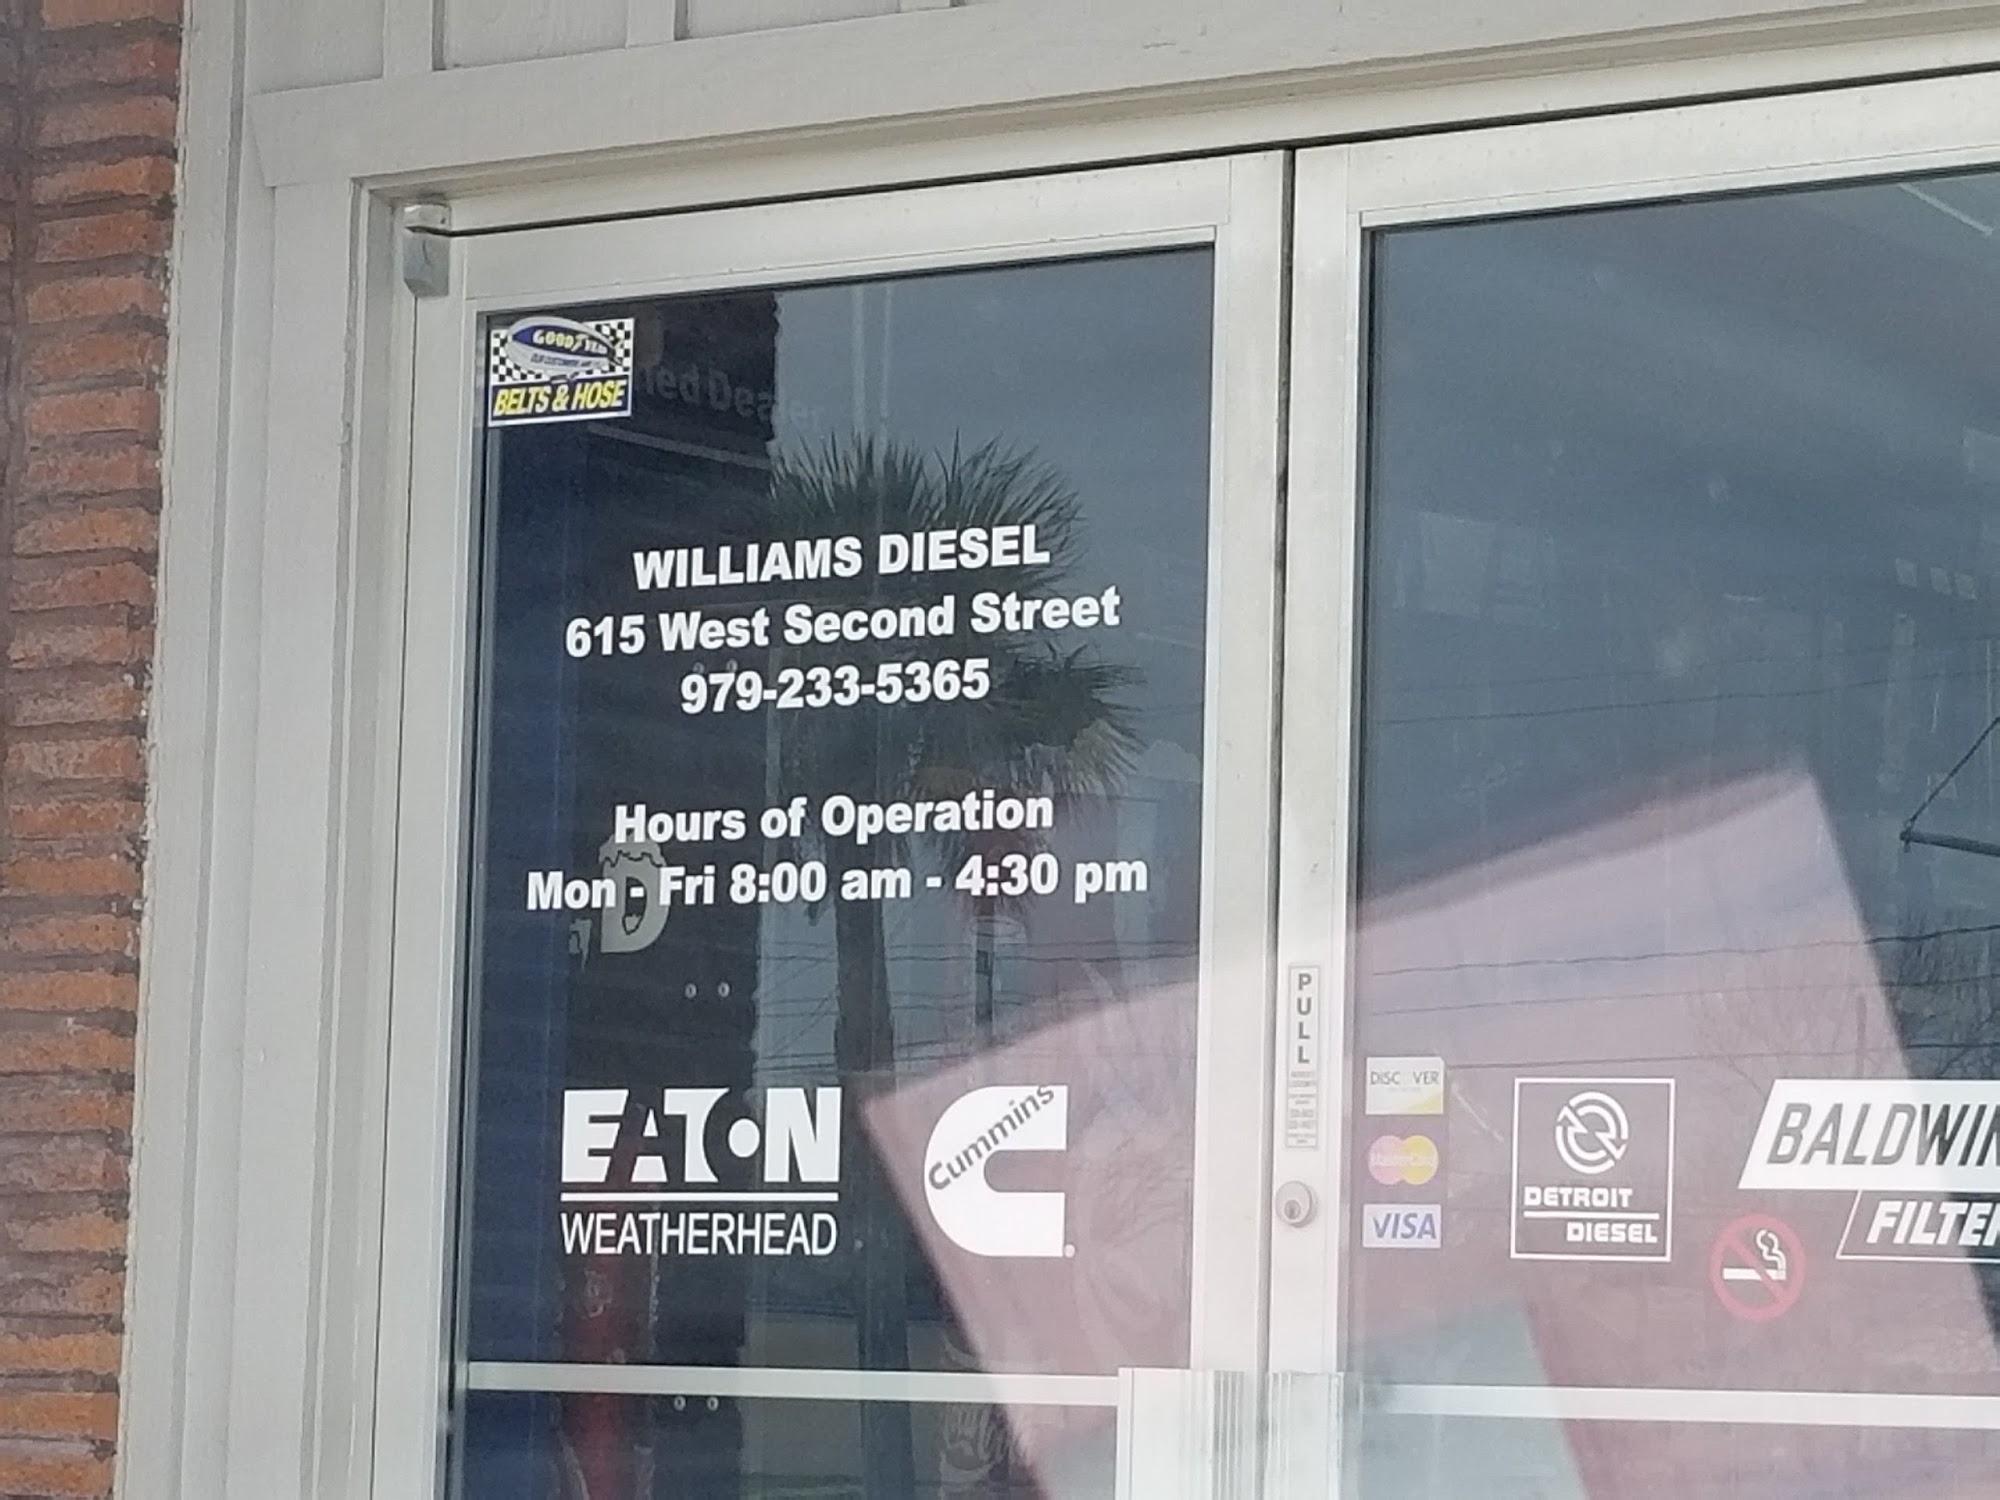 GOODYEAR
BELTS & HOSE
WILLIAMS DIESEL
615 West Second Street
979-233-5365
Hours of Operation
Mon - Fri 8:00 am - 4:30 pm
EATON
WEATHERHEAD
Cummins
PULL
DISCOVER
MasterCard
VISA
DETROIT
DIESEL
BALDWIN
FILTE